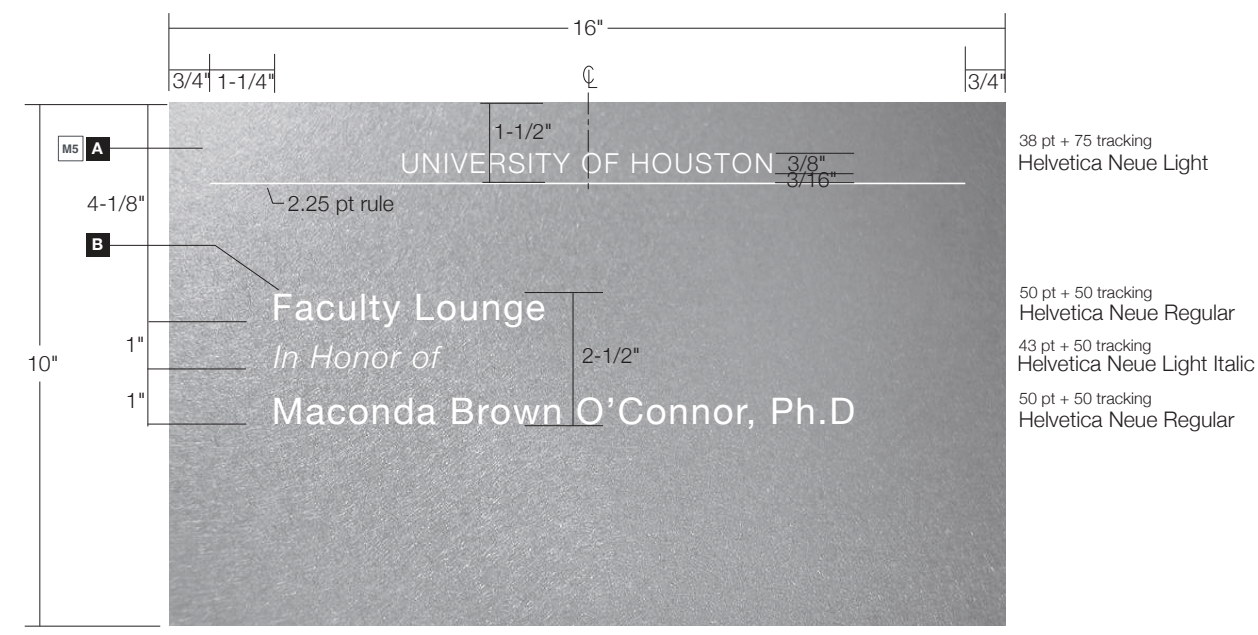 16"
3/4" 1-1/4" ℄ 3/4"
1-1/2"
M5 A
38 pt + 75 tracking
UNIVERSITY OF HOUSTON 3/8"
Helvetica Neue Light
3/16"
4-1/8"
2.25 pt rule
B
50 pt + 50 tracking
Faculty Lounge
Helvetica Neue Regular
1"
43 pt + 50 tracking
In Honor of
2-1/2"
10"
Helvetica Neue Light Italic
1"
50 pt + 50 tracking
Maconda Brown O’Connor, Ph.D
Helvetica Neue Regular